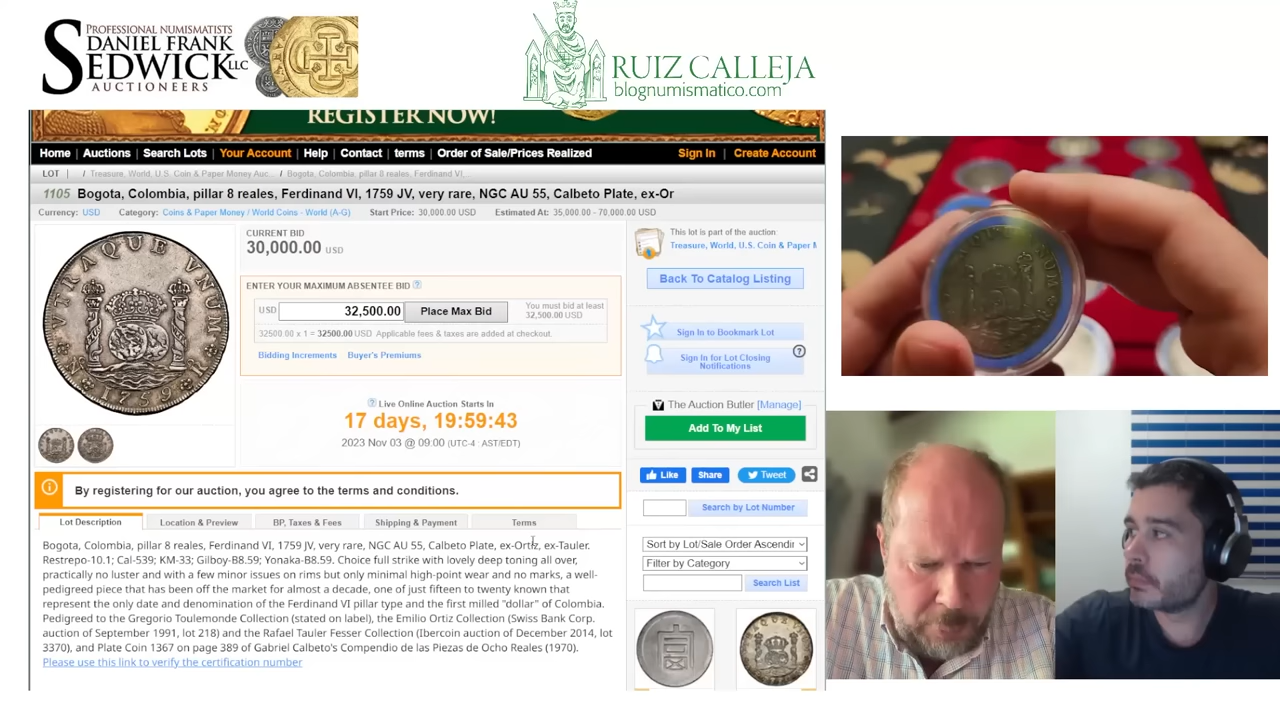 PROFESSIONAL NUMISMATISTS
DANIEL FRANK
SEDWICK LLC
AUCTIONEERS
RUIZ CALLEJA
blognumismatico.com
REGISTER NOW!
Home | Auctions | Search Lots | Your Account | Help | Contact | terms | Order of Sale/Prices Realized
Sign In | Create Account
LOT | / Treasure, World, U.S. Coin & Paper Money Auc... / Bogota, Colombia, pillar 8 reales, Ferdinand VI,...
1105 Bogota, Colombia, pillar 8 reales, Ferdinand VI, 1759 JV, very rare, NGC AU 55, Calbeto Plate, ex-Or
Currency: USD Category: Coins & Paper Money / World Coins - World (A-G) Start Price: 30,000.00 USD Estimated At: 35,000.00 - 70,000.00 USD
VTRAQUE VNUM
1759
CURRENT BID
30,000.00 USD
ENTER YOUR MAXIMUM ABSENTEE BID ?
USD 32,500.00 Place Max Bid
You must bid at least
32,500.00 USD
32500.00 x 1 = 32500.00 USD Applicable fees & taxes are added at checkout.
Bidding Increments Buyer's Premiums
? Live Online Auction Starts In
17 days, 19:59:43
2023 Nov 03 @ 09:00 (UTC-4 : AST/EDT)
This lot is part of the auction:
Treasure, World, U.S. Coin & Paper M
Back To Catalog Listing
Sign In to Bookmark Lot
Sign In for Lot Closing
Notifications
?
The Auction Butler [Manage]
Add To My List
Like Share Tweet
Search by Lot Number
Sort by Lot/Sale Order Ascendin
Filter by Category
Search List
By registering for our auction, you agree to the terms and conditions.
Lot Description Location & Preview BP, Taxes & Fees Shipping & Payment Terms
Bogota, Colombia, pillar 8 reales, Ferdinand VI, 1759 JV, very rare, NGC AU 55, Calbeto Plate, ex-Ortiz, ex-Tauler.
Restrepo-10.1; Cal-539; KM-33; Gilboy-B8.59; Yonaka-B8.59. Choice full strike with lovely deep toning all over,
practically no luster and with a few minor issues on rims but only minimal high-point wear and no marks, a well-
pedigreed piece that has been off the market for almost a decade, one of just fifteen to twenty known that
represent the only date and denomination of the Ferdinand VI pillar type and the first milled "dollar" of Colombia.
Pedigreed to the Gregorio Toulemonde Collection (stated on label), the Emilio Ortiz Collection (Swiss Bank Corp.
auction of September 1991, lot 218) and the Rafael Tauler Fesser Collection (Ibercoin auction of December 2014, lot
3370), and Plate Coin 1367 on page 389 of Gabriel Calbeto's Compendio de las Piezas de Ocho Reales (1970).
Please use this link to verify the certification number